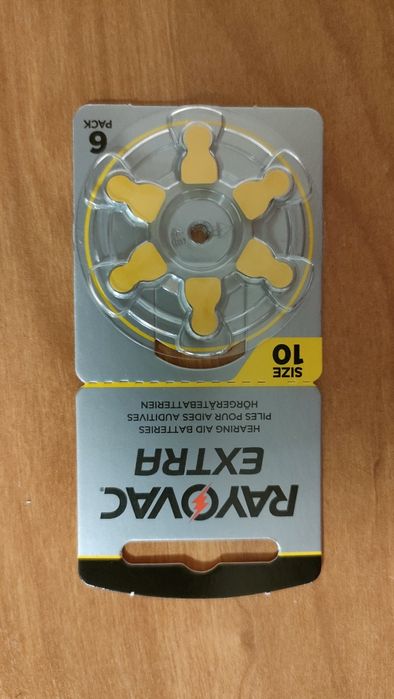 RAYOVAC®
EXTRA
HEARING AID BATTERIES
PILES POUR AIDES AUDITIVES
HÖRGERÄTEBATTERIEN
SIZE
10
6
PACK